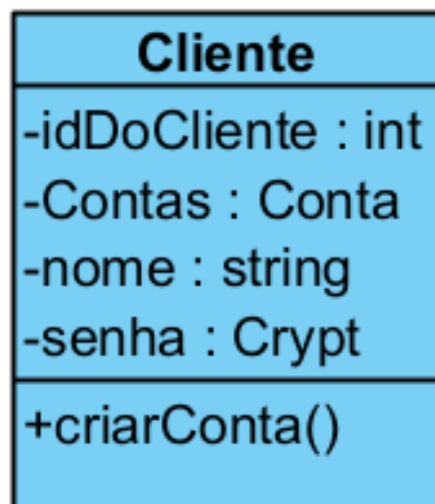 Cliente
-idDoCliente : int
-Contas : Conta
-nome : string
-senha : Crypt
+criarConta()